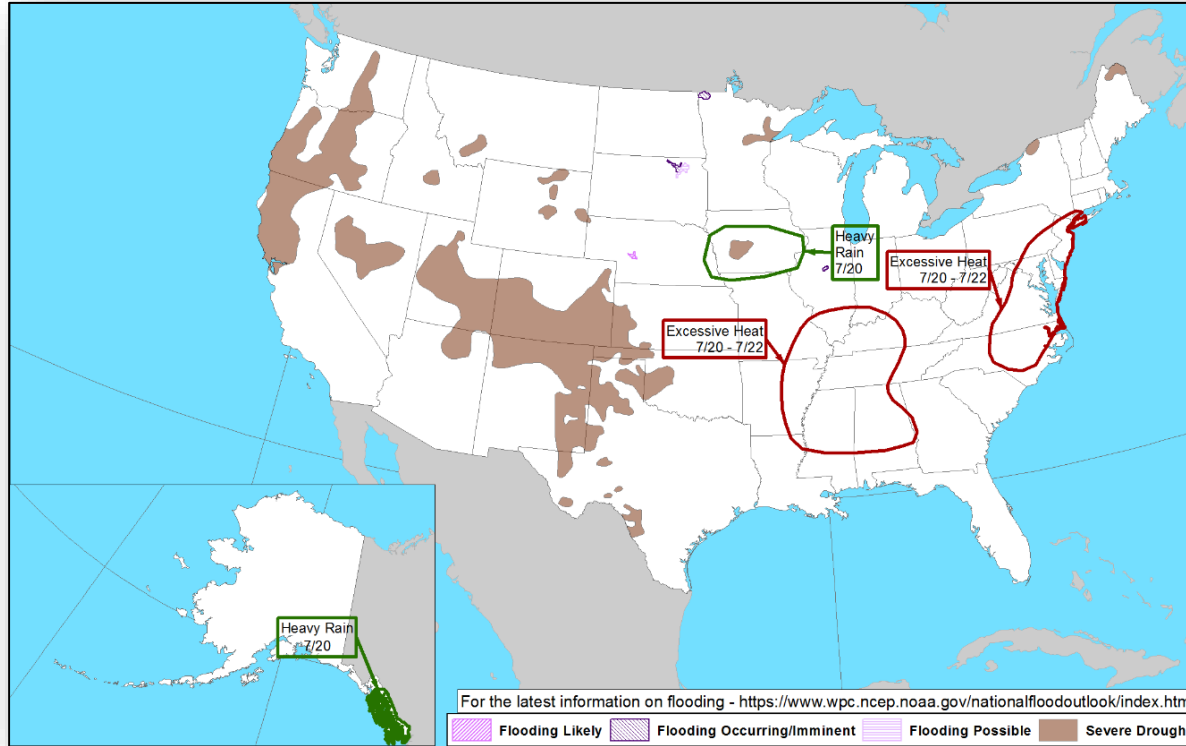 Heavy
Rain
7/20
Excessive Heat
7/20 - 7/22
Excessive Heat
7/20 - 7/22
Heavy Rain
7/20
For the latest information on flooding - https://www.wpc.ncep.noaa.gov/nationalfloodoutlook/index.htm
Flooding Likely Flooding Occurring/Imminent Flooding Possible Severe Drough